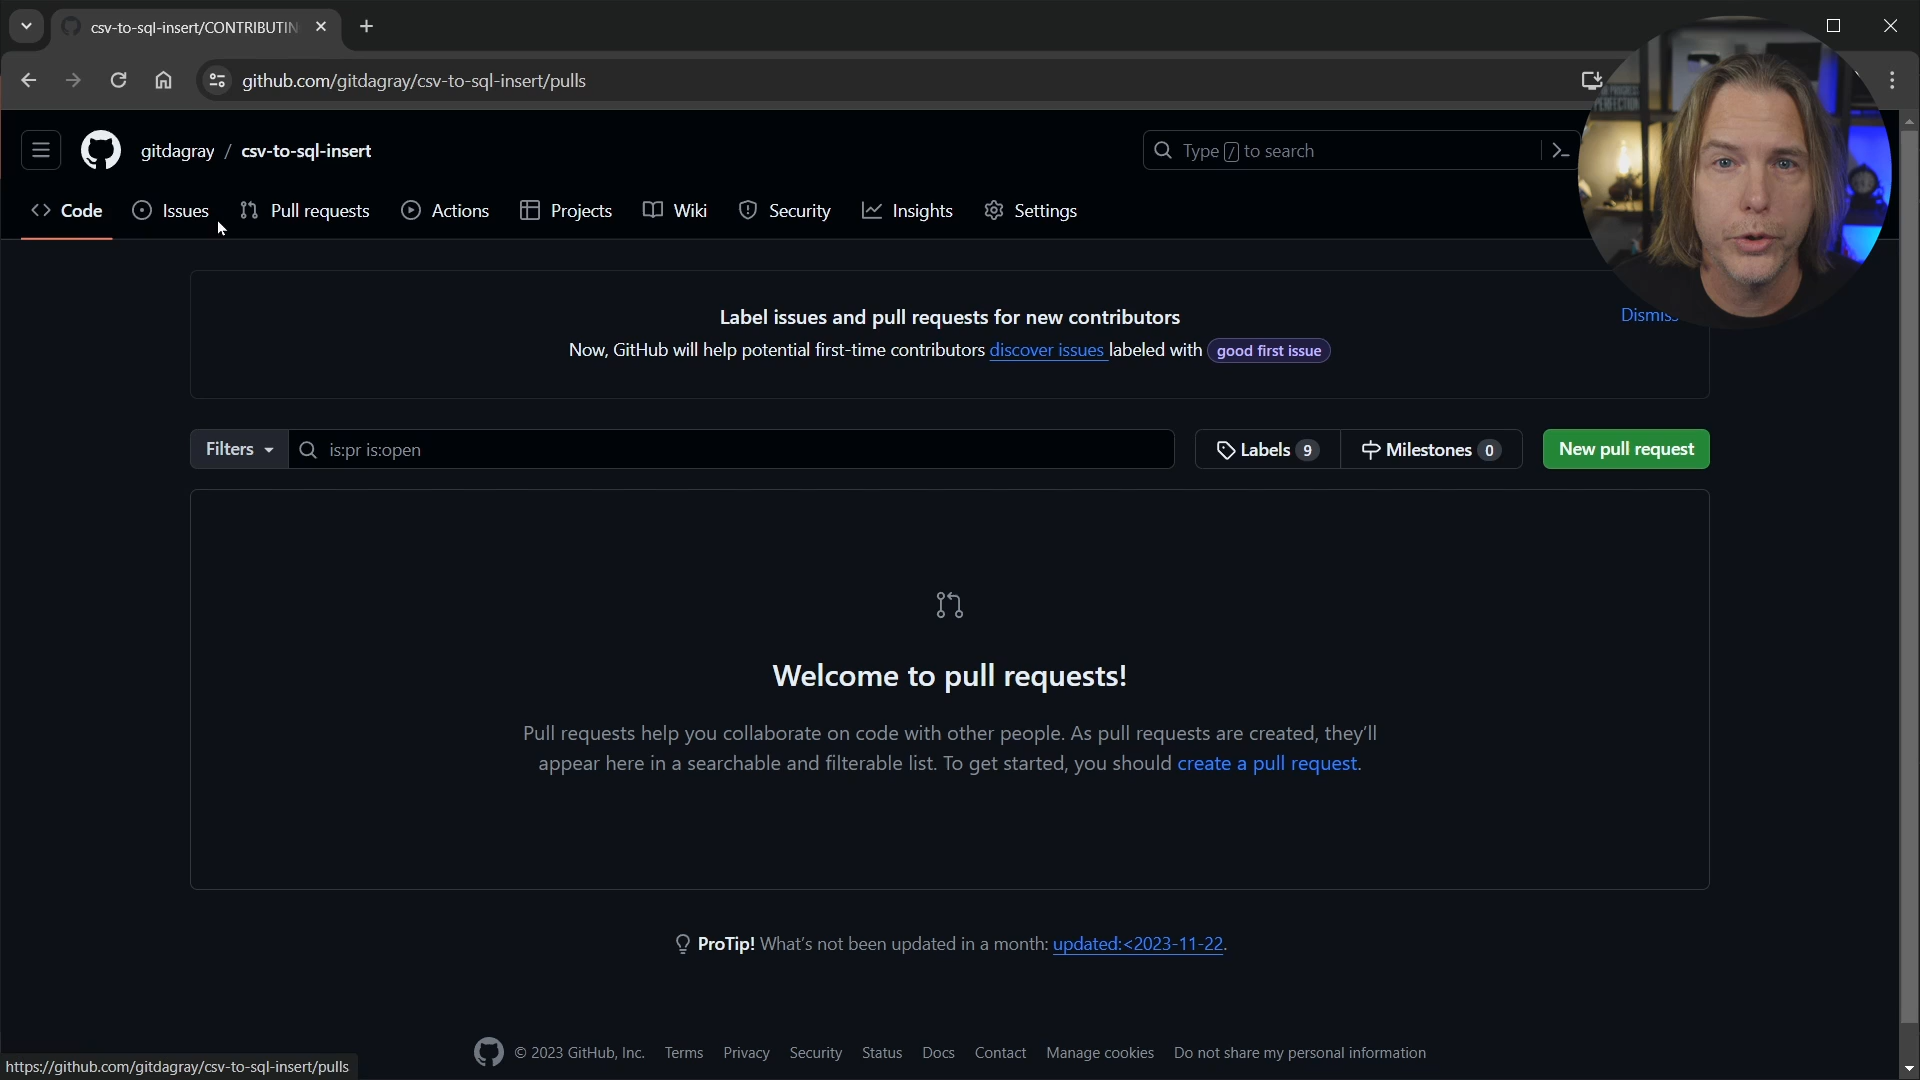 csv-to-sql-insert/CONTRIBUTIN
github.com/gitdagray/csv-to-sql-insert/pulls
gitdagray / csv-to-sql-insert
Type / to search
Code Issues Pull requests Actions Projects Wiki Security Insights Settings
Label issues and pull requests for new contributors
Now, GitHub will help potential first-time contributors discover issues labeled with good first issue
Filters is:pr is:open Labels 9 Milestones 0 New pull request
Welcome to pull requests!
Pull requests help you collaborate on code with other people. As pull requests are created, they'll
appear here in a searchable and filterable list. To get started, you should create a pull request.
ProTip! What's not been updated in a month: updated:<2023-11-22.
© 2023 GitHub, Inc. Terms Privacy Security Status Docs Contact Manage cookies Do not share my personal information
https://github.com/gitdagray/csv-to-sql-insert/pulls